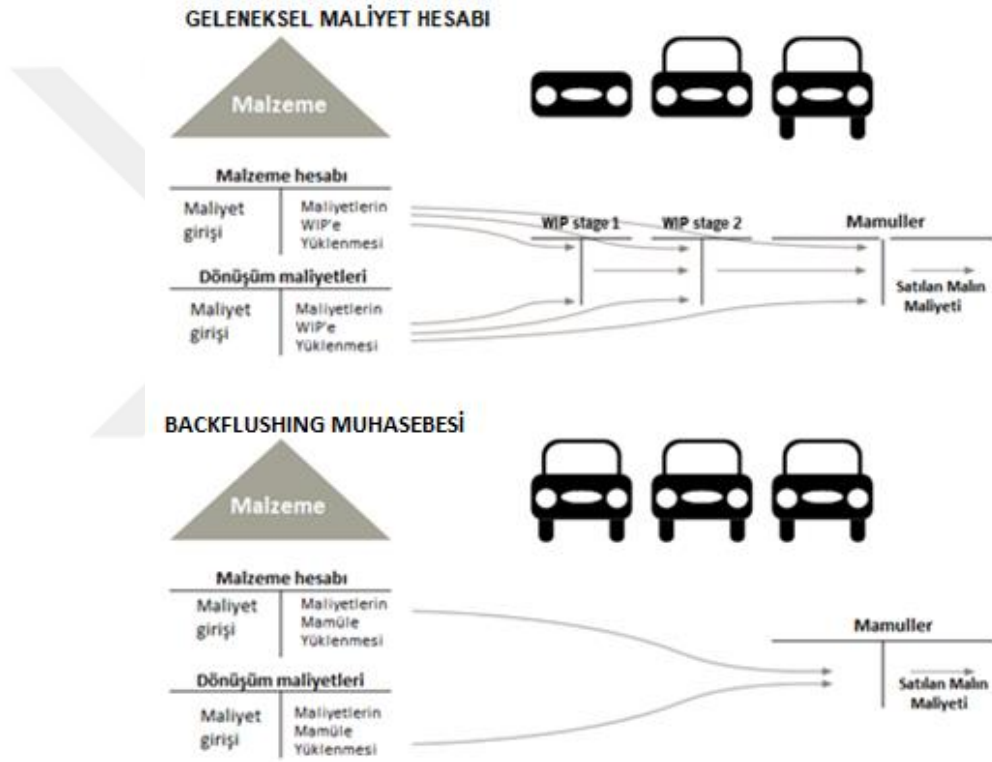 GELENEKSEL MALİYET HESABI
Malzeme
Malzeme hesabı
Maliyet
girişi
Maliyetlerin
WIP'e
Yüklenmesi
Dönüşüm maliyetleri
Maliyet
girişi
Maliyetlerin
WIP'e
Yüklenmesi
WIP stage 1
WIP stage 2
Mamuller
Satılan Malın
Maliyeti
BACKFLUSHING MUHASEBESİ
Malzeme
Malzeme hesabı
Maliyet
girişi
Maliyetlerin
Mamüle
Yüklenmesi
Dönüşüm maliyetleri
Maliyet
girişi
Maliyetlerin
Mamüle
Yüklenmesi
Mamuller
Satılan Malın
Maliyeti